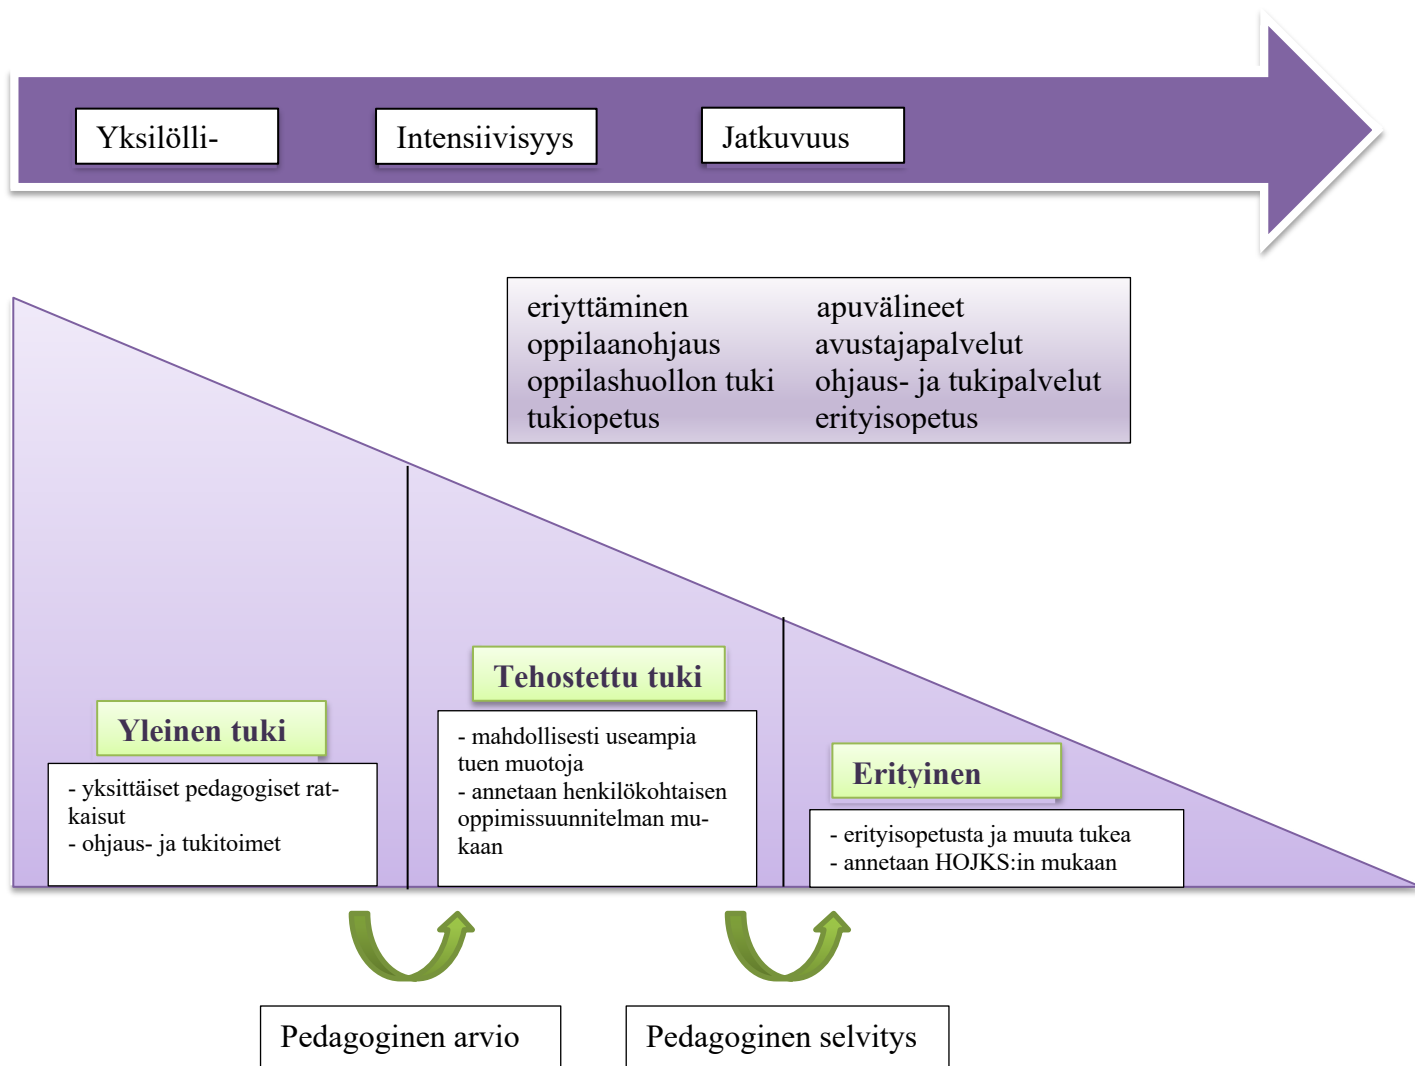 Yksilölli-
Intensiivisyys
Jatkuvuus
eriyttäminen apuvälineet
oppilaanohjaus avustajapalvelut
oppilashuollon tuki ohjaus- ja tukipalvelut
tukiopetus erityisopetus
Yleinen tuki
- yksittäiset pedagogiset rat-
kaisut
- ohjaus- ja tukitoimet
Tehostettu tuki
- mahdollisesti useampia
tuen muotoja
- annetaan henkilökohtaisen
oppimissuunnitelman mu-
kaan
Erityinen
- erityisopetusta ja muuta tukea
- annetaan HOJKS:in mukaan
Pedagoginen arvio
Pedagoginen selvitys